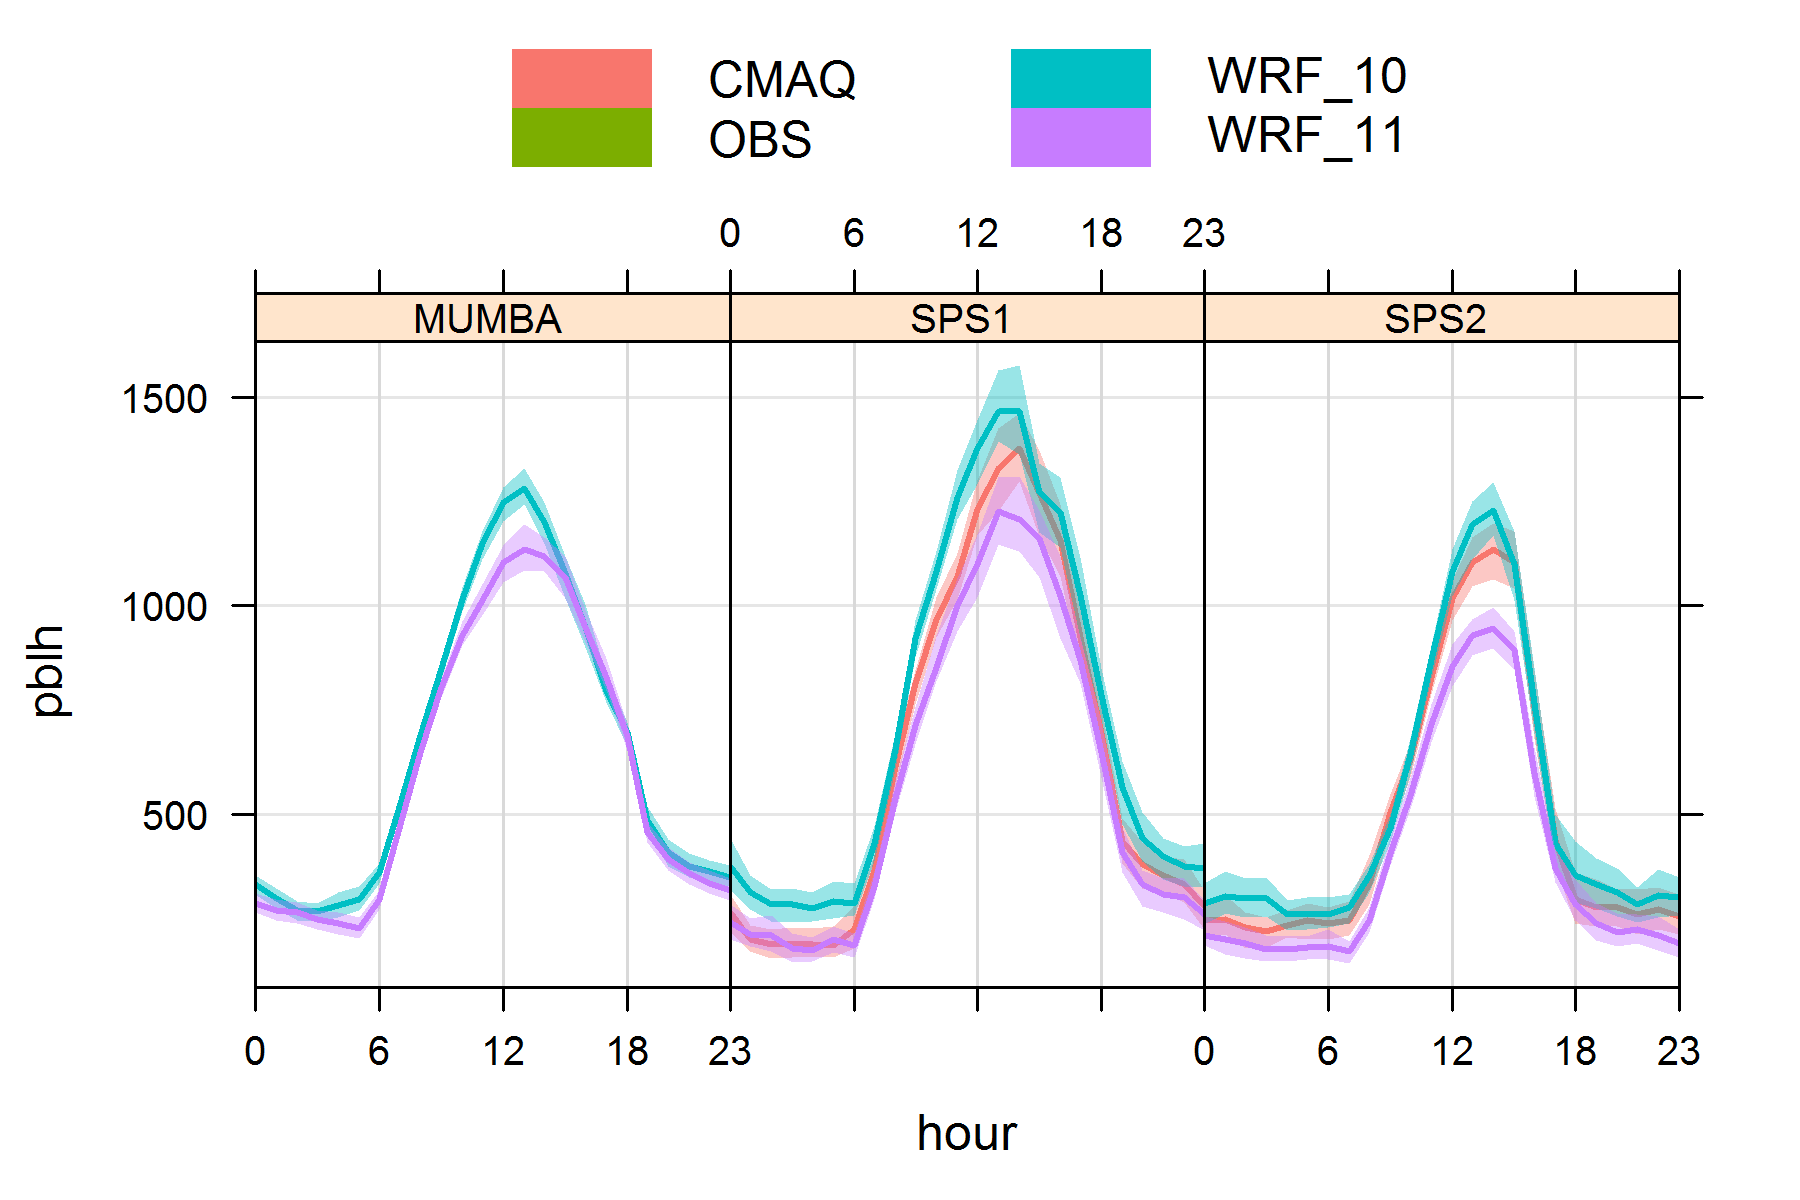 CMAQ WRF_10
OBS WRF_11
0 6 12 18 23
MUMBA SPS1 SPS2
1500
1000
500
pblh
0 6 12 18 23 0 6 12 18 23
hour